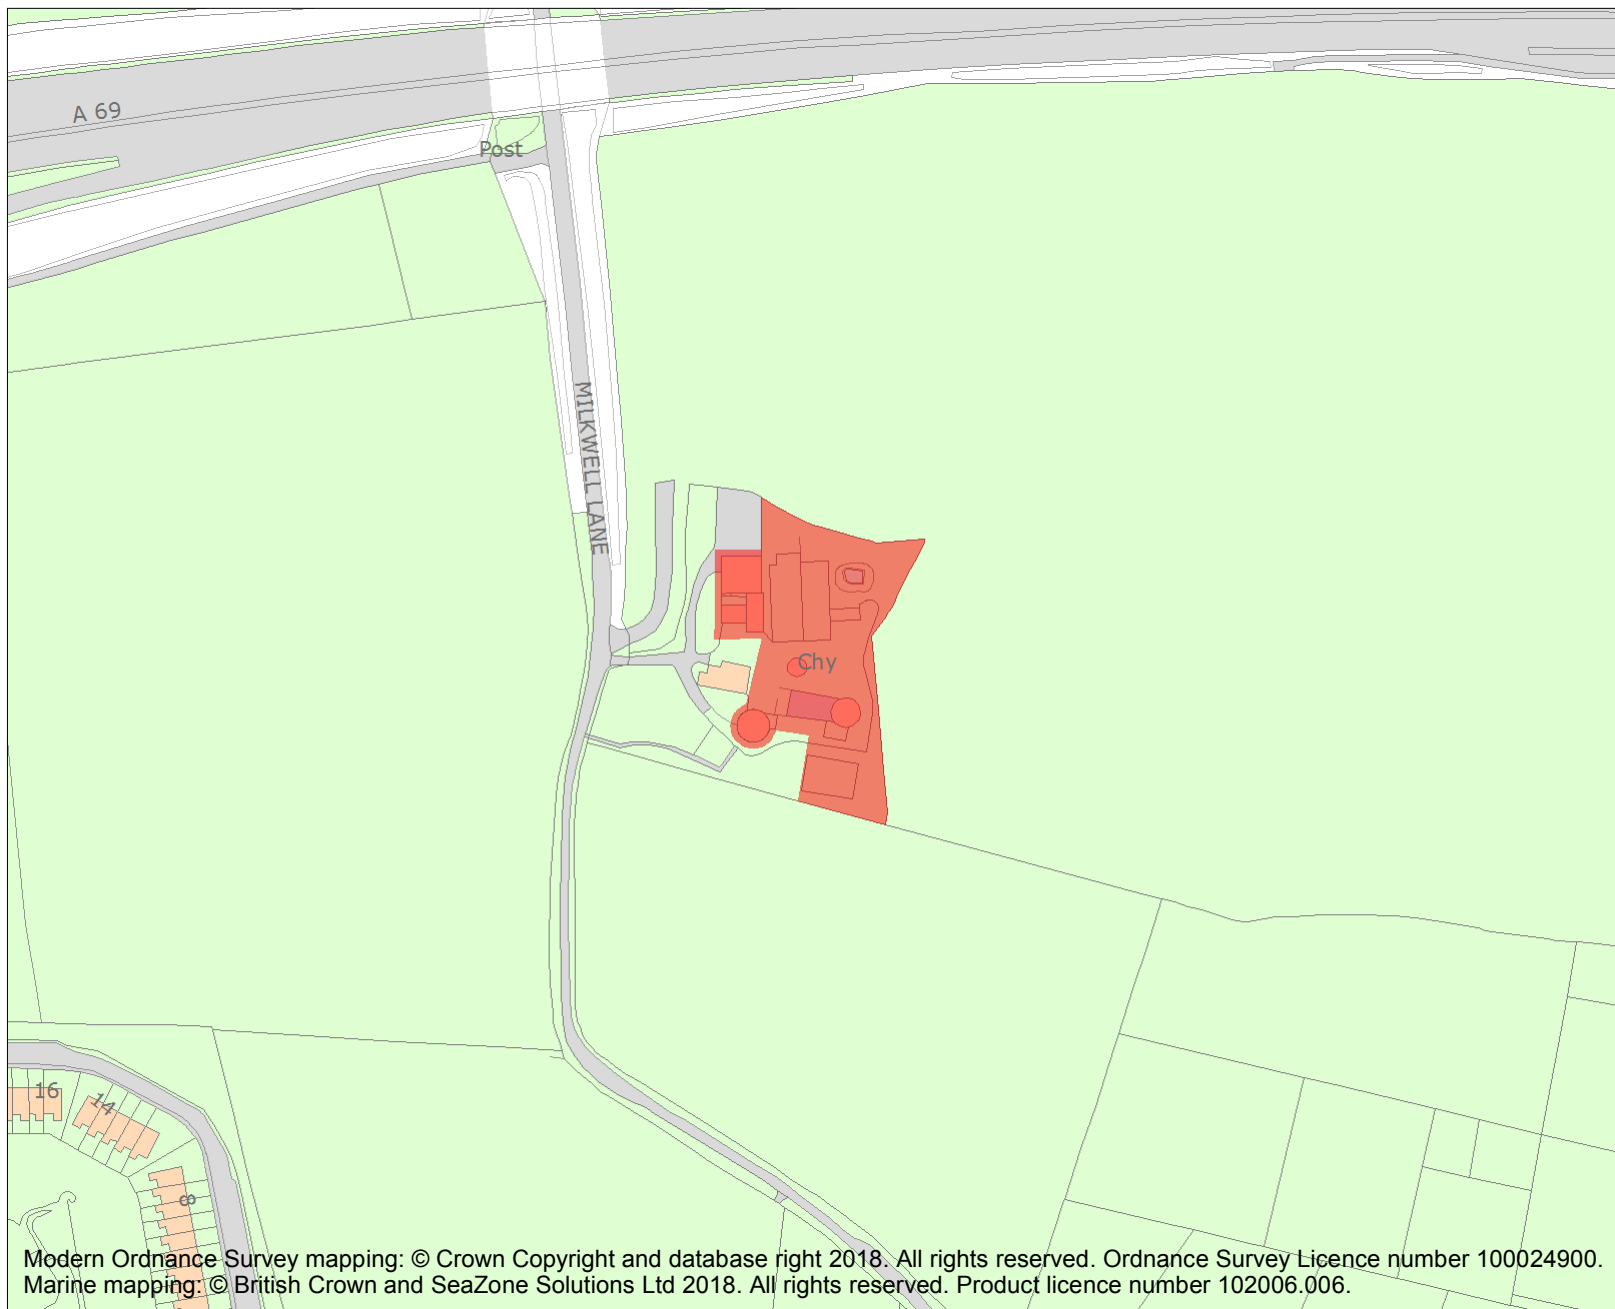 A 69
Post
MILKWELL LANE
Chy
16
14
8
Modern Ordnance Survey mapping: © Crown Copyright and database right 2018. All rights reserved. Ordnance Survey Licence number 100024900.
Marine mapping: © British Crown and SeaZone Solutions Ltd 2018. All rights reserved. Product licence number 102006.006.